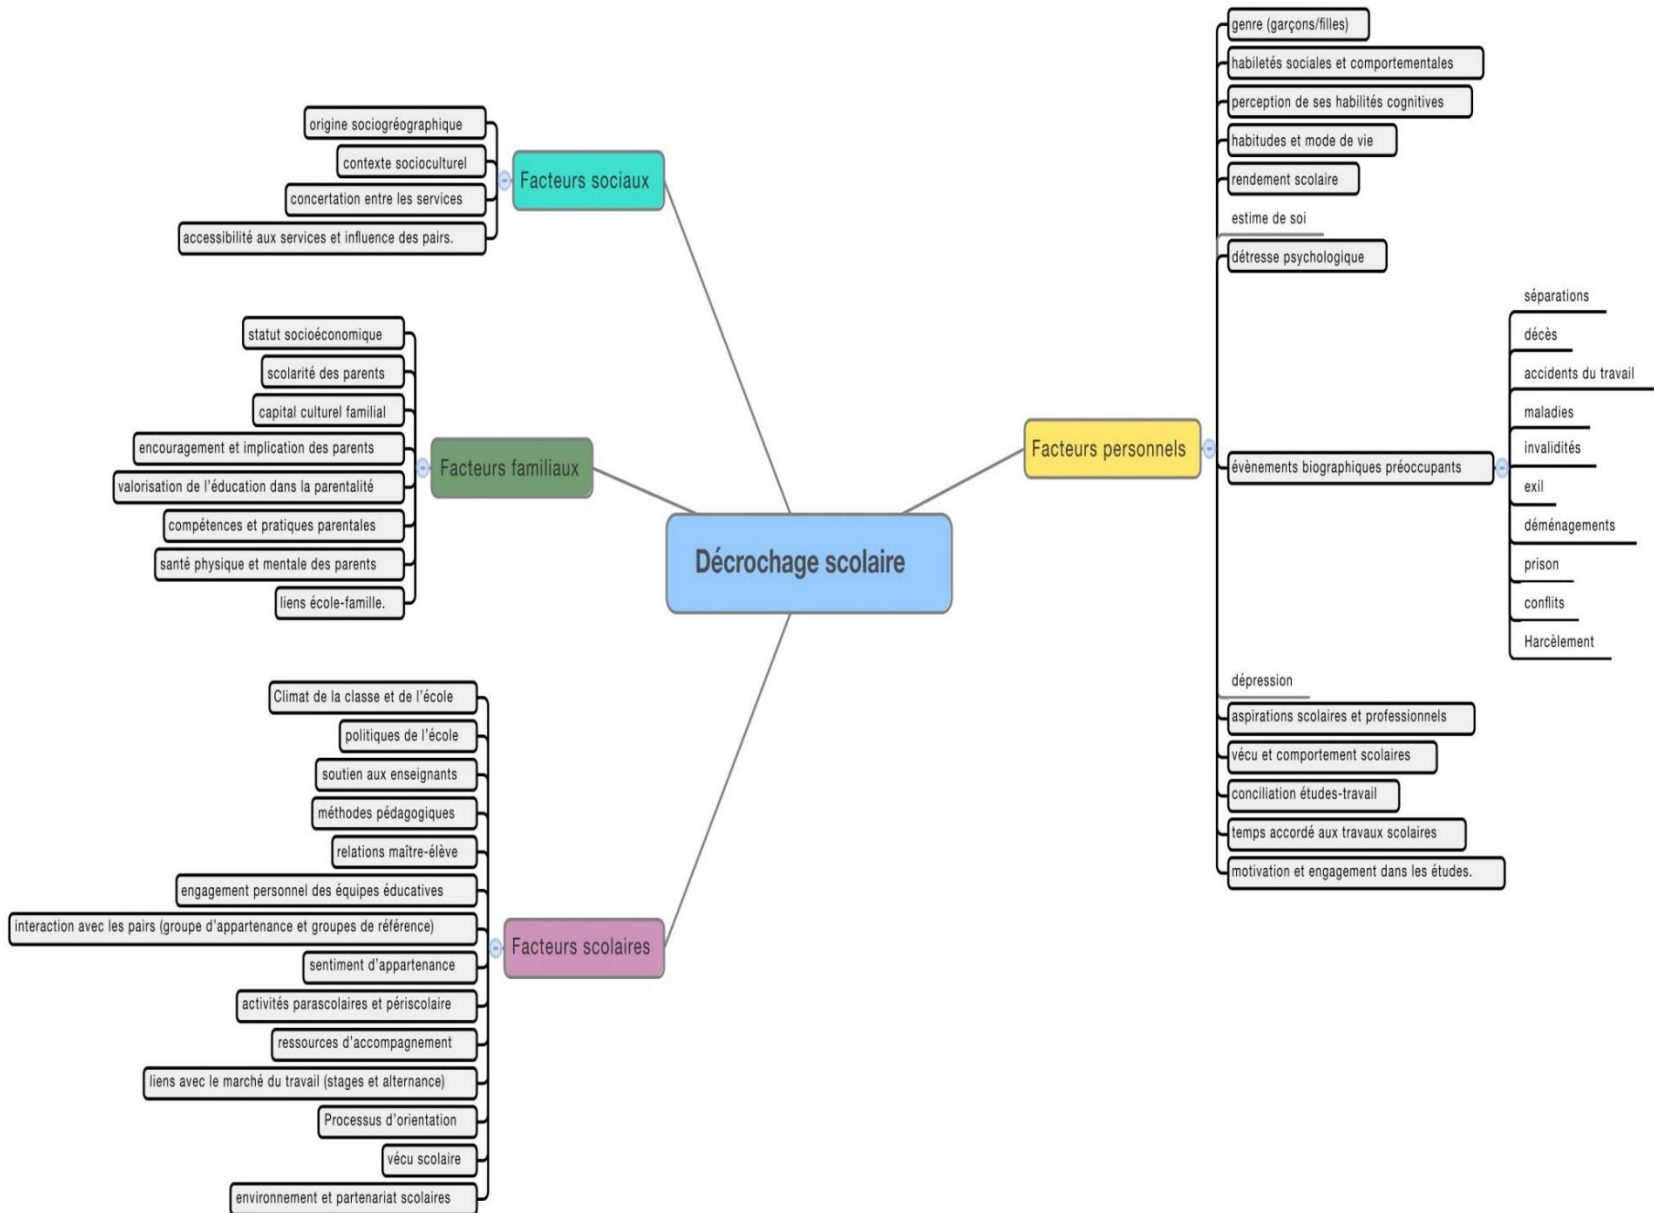 Décrochage scolaire
Facteurs sociaux
origine sociogréographique
contexte socioculturel
concertation entre les services
accessibilité aux services et influence des pairs.
Facteurs familiaux
statut socioéconomique
scolarité des parents
capital culturel familial
encouragement et implication des parents
valorisation de l'éducation dans la parentalité
compétences et pratiques parentales
santé physique et mentale des parents
liens école-famille.
Facteurs scolaires
Climat de la classe et de l'école
politiques de l'école
soutien aux enseignants
méthodes pédagogiques
relations maître-élève
engagement personnel des équipes éducatives
interaction avec les pairs (groupe d'appartenance et groupes de référence)
sentiment d'appartenance
activités parascolaires et périscolaire
ressources d'accompagnement
liens avec le marché du travail (stages et alternance)
Processus d'orientation
vécu scolaire
environnement et partenariat scolaires
Facteurs personnels
genre (garçons/filles)
habiletés sociales et comportementales
perception de ses habilités cognitives
habitudes et mode de vie
rendement scolaire
estime de soi
détresse psychologique
évènements biographiques préoccupants
séparations
décès
accidents du travail
maladies
invalidités
exil
déménagements
prison
conflits
Harcèlement
dépression
aspirations scolaires et professionnels
vécu et comportement scolaires
conciliation études-travail
temps accordé aux travaux scolaires
motivation et engagement dans les études.